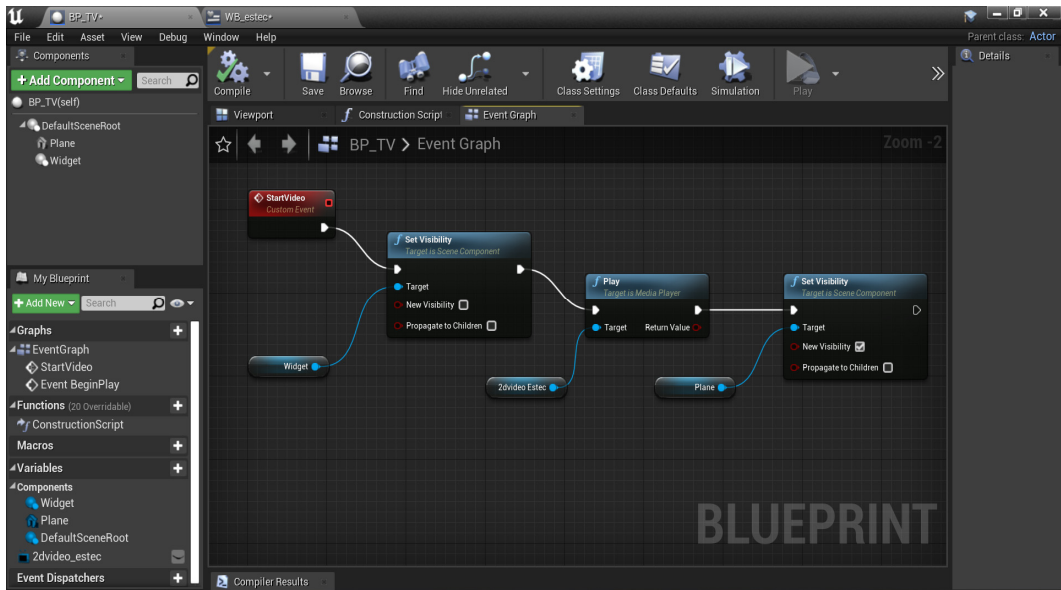 BP_TV•
WB_estec•
File Edit Asset View Debug Window Help
Parent class: Actor
Components
+ Add Component
Search
BP_TV(self)
DefaultSceneRoot
Plane
Widget
Compile
Save
Browse
Find
Hide Unrelated
Class Settings
Class Defaults
Simulation
Play
Details
Viewport
Construction Script
Event Graph
BP_TV > Event Graph
Zoom -2
StartVideo
Custom Event
Set Visibility
Target is Scene Component
Target
New Visibility
Propagate to Children
Widget
Play
Target is Media Player
Target Return Value
2dvideo Estec
Set Visibility
Target is Scene Component
Target
New Visibility
Propagate to Children
Plane
BLUEPRINT
My Blueprint
+ Add New
Search
Graphs
EventGraph
StartVideo
Event BeginPlay
Functions (20 Overridable)
ConstructionScript
Macros
Variables
Components
Widget
Plane
DefaultSceneRoot
2dvideo_estec
Event Dispatchers
Compiler Results